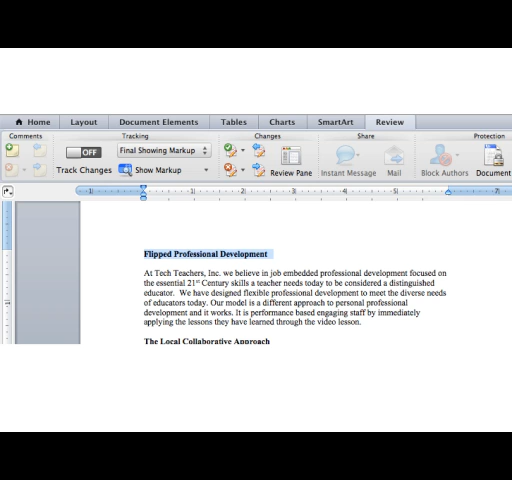 Home Layout Document Elements Tables Charts SmartArt Review
Comments Tracking Changes Share Protection
OFF Final Showing Markup
Track Changes Show Markup Review Pane Instant Message Mail Block Authors Document
Flipped Professional Development
At Tech Teachers, Inc. we believe in job embedded professional development focused on
the essential 21st Century skills a teacher needs today to be considered a distinguished
educator. We have designed flexible professional development to meet the diverse needs
of educators today. Our model is a different approach to personal professional
development and it works. It is performance based engaging staff by immediately
applying the lessons they have learned through the video lesson.
The Local Collaborative Approach